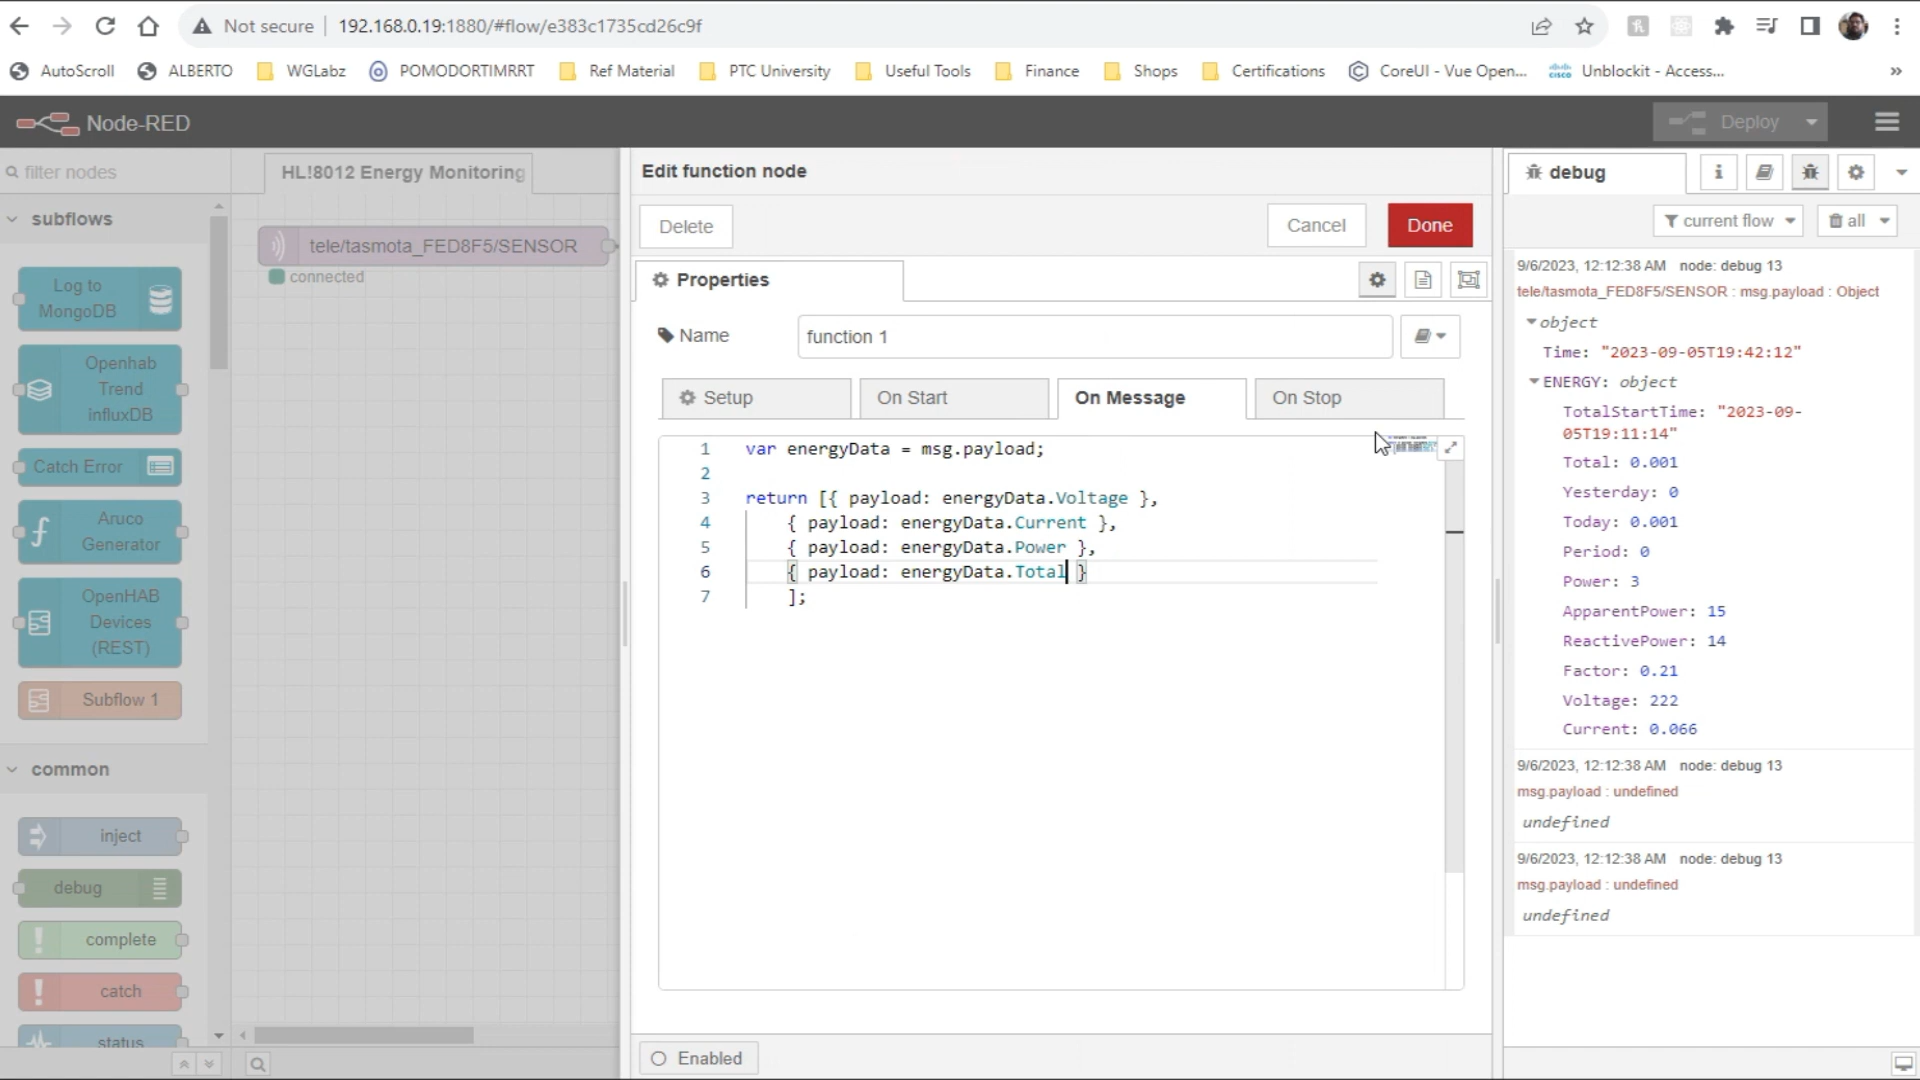 Not secure
192.168.0.19:1880/#flow/e383c1735cd26c9f
AutoScroll
ALBERTO
WGLabz
POMODORTIMRRT
Ref Material
PTC University
Useful Tools
Finance
Shops
Certifications
CoreUI - Vue Open...
Unblockit - Access...
»
Node-RED
Deploy
filter nodes
subflows
Log to
MongoDB
Openhab
Trend
influxDB
Catch Error
Aruco
Generator
OpenHAB
Devices
(REST)
Subflow 1
common
inject
debug
complete
catch
status
HL!8012 Energy Monitoring
tele/tasmota_FED8F5/SENSOR
connected
Edit function node
Delete
Cancel
Done
Properties
Name
function 1
Setup
On Start
On Message
On Stop
1 var energyData = msg.payload;
2
3 return [{ payload: energyData.Voltage },
4 { payload: energyData.Current },
5 { payload: energyData.Power },
6 { payload: energyData.Total }
7 ];
Enabled
debug
current flow
all
9/6/2023, 12:12:38 AM node: debug 13
tele/tasmota_FED8F5/SENSOR : msg.payload : Object
object
Time: "2023-09-05T19:42:12"
ENERGY: object
TotalStartTime: "2023-09-
05T19:11:14"
Total: 0.001
Yesterday: 0
Today: 0.001
Period: 0
Power: 3
ApparentPower: 15
ReactivePower: 14
Factor: 0.21
Voltage: 222
Current: 0.066
9/6/2023, 12:12:38 AM node: debug 13
msg.payload : undefined
undefined
9/6/2023, 12:12:38 AM node: debug 13
msg.payload : undefined
undefined